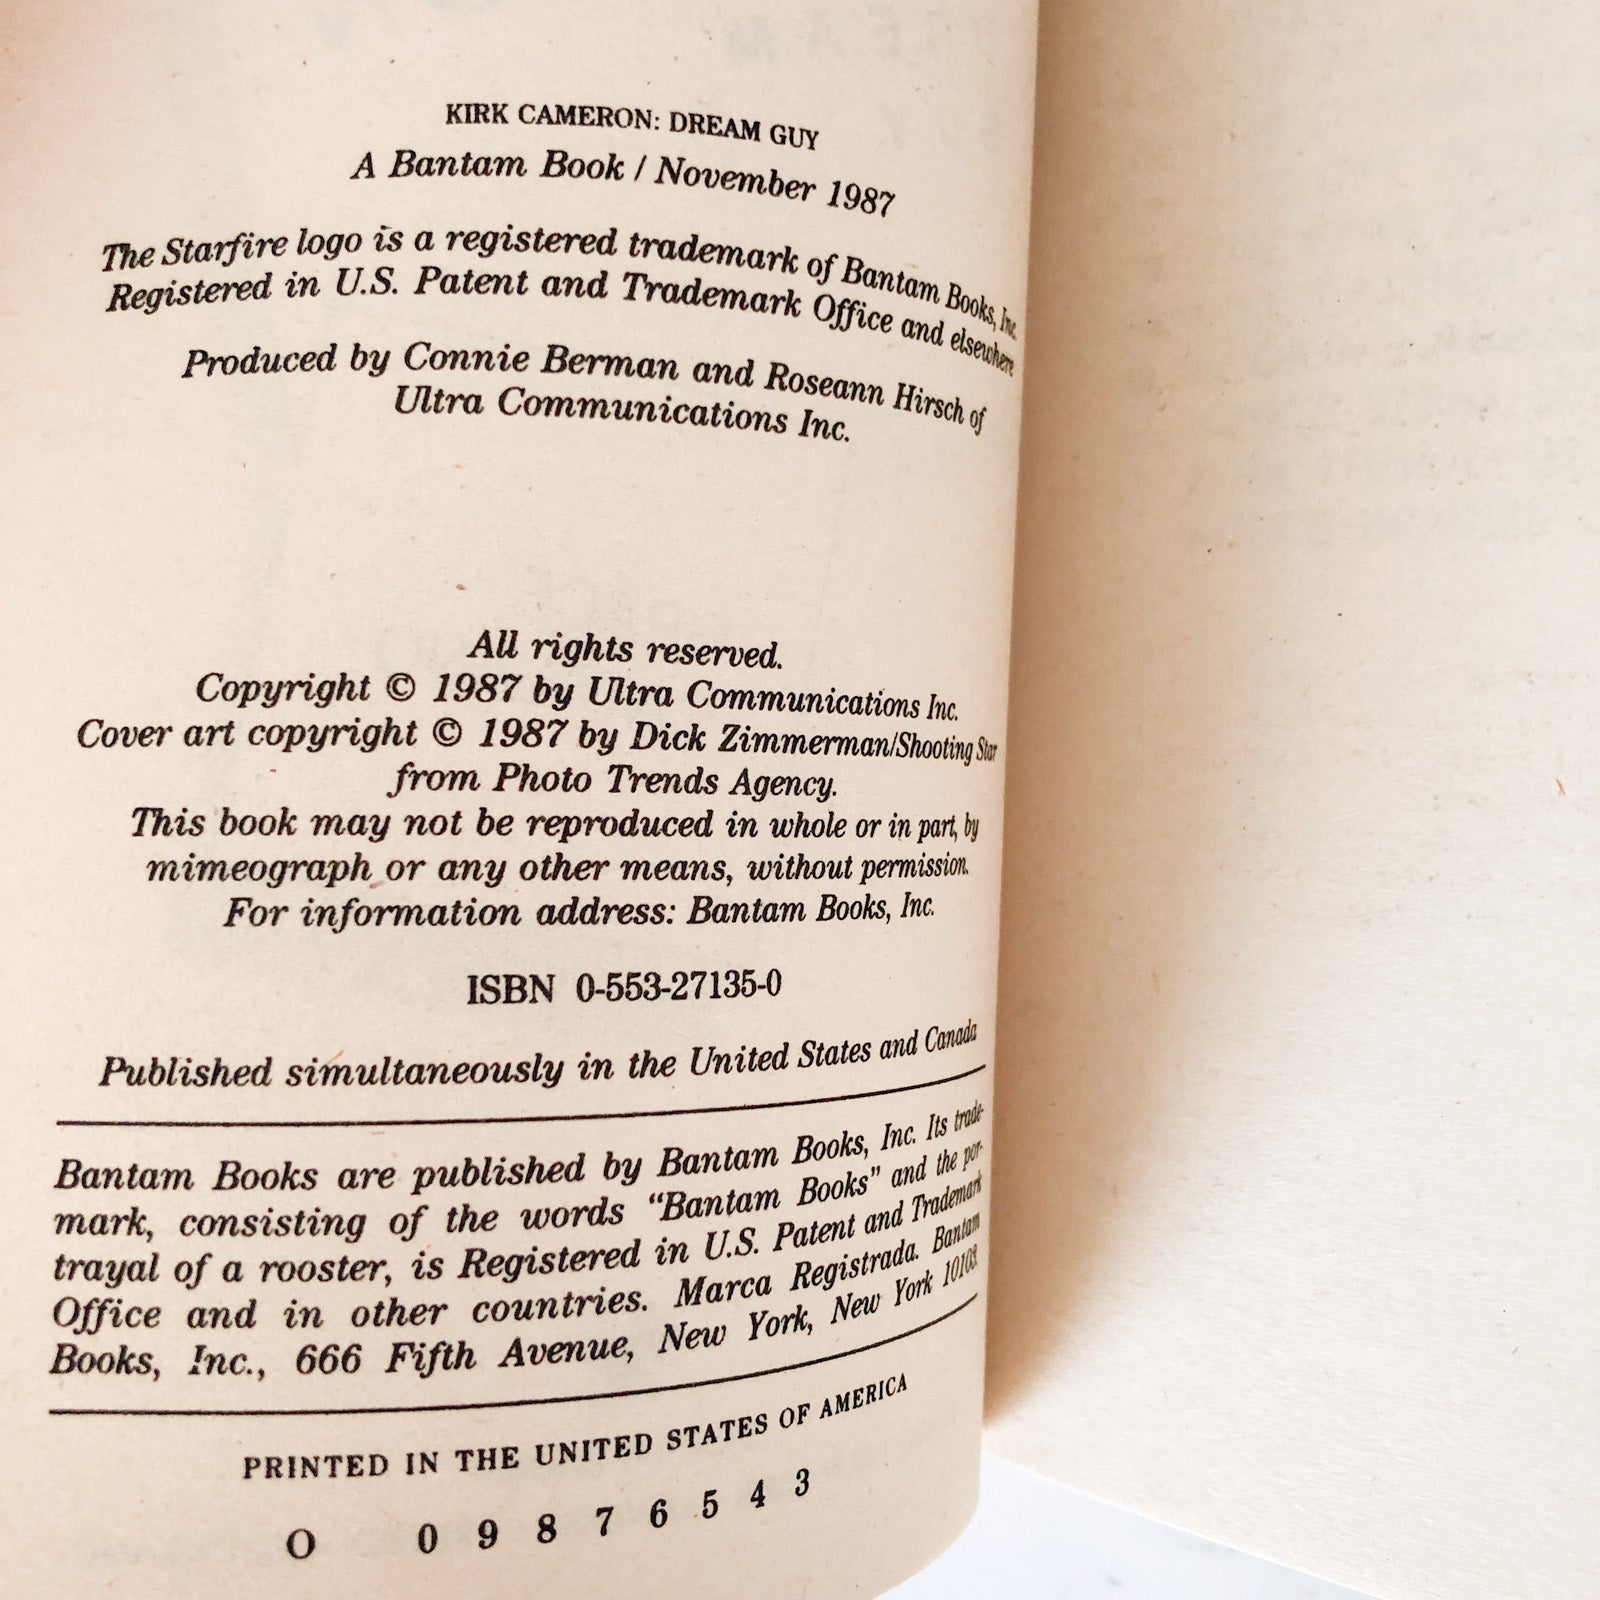 KIRK CAMERON: DREAM GUY
A Bantam Book / November 1987
The Starfire logo is a registered trademark of Bantam Books, Inc.
Registered in U.S. Patent and Trademark Office and elsewhere
Produced by Connie Berman and Roseann Hirsch of
Ultra Communications Inc.
All rights reserved.
Copyright © 1987 by Ultra Communications Inc.
Cover art copyright © 1987 by Dick Zimmerman/Shooting Star
from Photo Trends Agency.
This book may not be reproduced in whole or in part, by
mimeograph or any other means, without permission.
For information address: Bantam Books, Inc.
ISBN 0-553-27135-0
Published simultaneously in the United States and Canada
Bantam Books are published by Bantam Books, Inc. Its trade-
mark, consisting of the words "Bantam Books" and the por-
trayal of a rooster, is Registered in U.S. Patent and Trademark
Office and in other countries. Marca Registrada. Bantam
Books, Inc., 666 Fifth Avenue, New York, New York 10103.
PRINTED IN THE UNITED STATES OF AMERICA
O 0 9 8 7 6 5 4 3